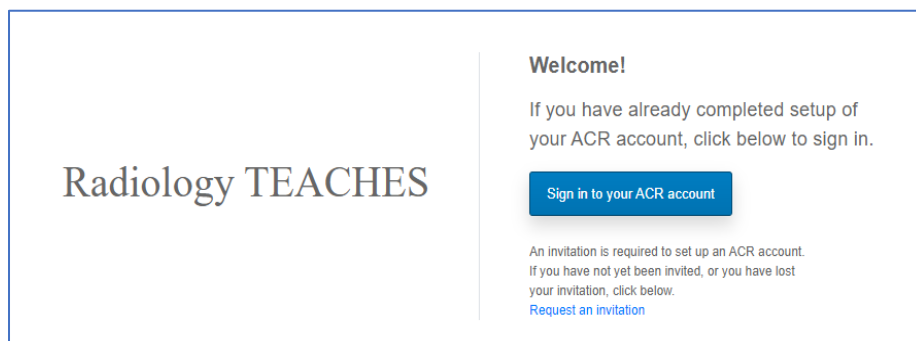 Radiology TEACHES
Welcome!
If you have already completed setup of
your ACR account, click below to sign in.
Sign in to your ACR account
An invitation is required to set up an ACR account.
If you have not yet been invited, or you have lost
your invitation, click below.
Request an invitation